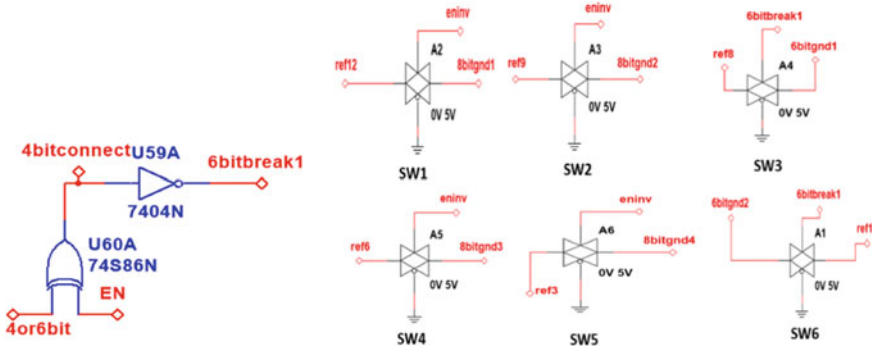 4bitconnect U59A
6bitbreak1
7404N
U60A
74S86N
EN
4or6bit
eninv
A2
ref12
8bitgnd1
0V 5V
SW1
eninv
A3
ref9
8bitgnd2
0V 5V
SW2
6bitbreak1
6bitgnd1
ref8
A4
0V 5V
SW3
eninv
A5
ref6
8bitgnd3
0V 5V
SW4
eninv
A6
8bitgnd4
0V 5V
ref3
SW5
6bitgnd2
6bitbreak1
A1
ref1
0V 5V
SW6